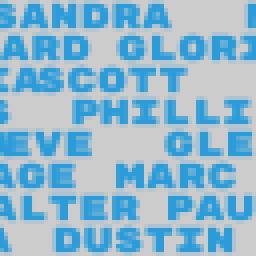 SANDRA
ARD GLORI
IASCOTT
S PHILLI
EVE GLE
AGE MARC
ALTER PAU
A DUSTIN